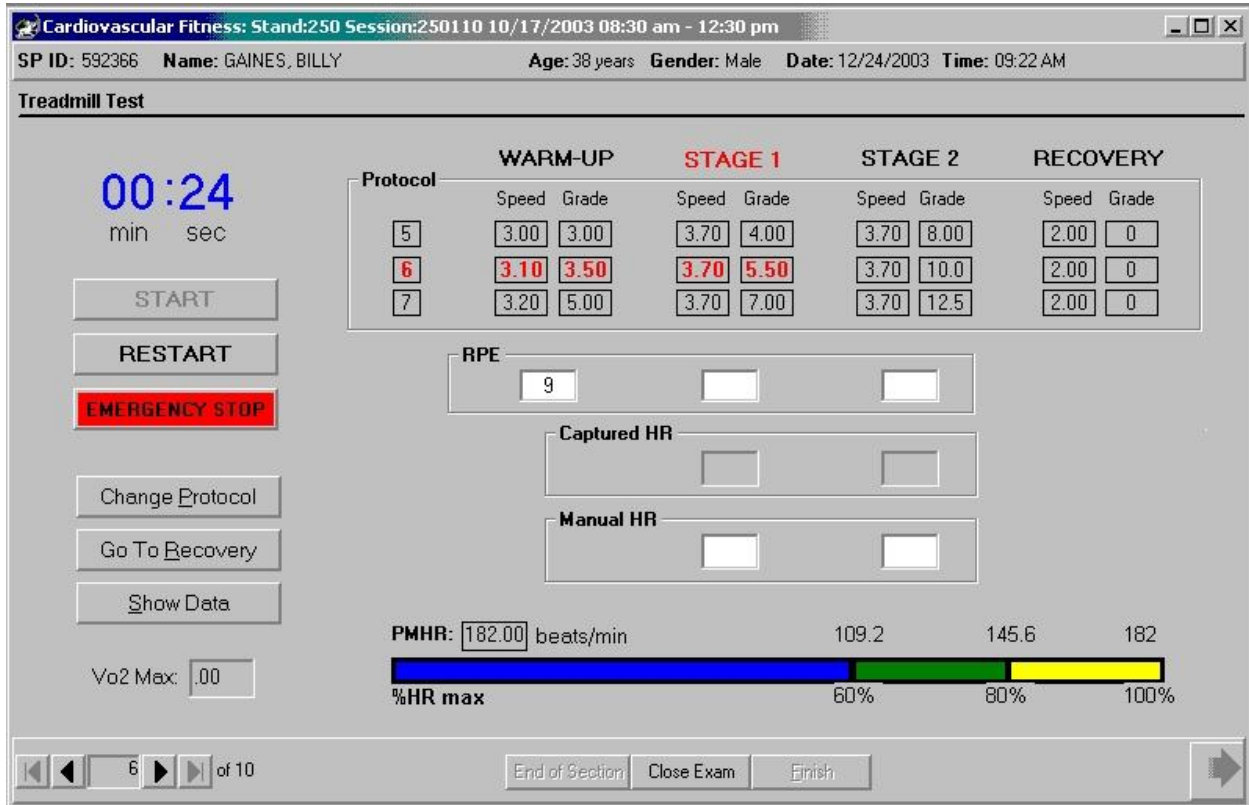 Cardiovascular Fitness: Stand:250 Session:250110 10/17/2003 08:30 am - 12:30 pm
SP ID: 592366 Name: GAINES, BILLY Age: 38 years Gender: Male Date: 12/24/2003 Time: 09:22 AM
Treadmill Test
WARM-UP STAGE 1 STAGE 2 RECOVERY
Protocol
Speed Grade Speed Grade Speed Grade Speed Grade
5 3.00 3.00 3.70 4.00 3.70 8.00 2.00 0
6 3.10 3.50 3.70 5.50 3.70 10.0 2.00 0
7 3.20 5.00 3.70 7.00 3.70 12.5 2.00 0
00:24
min sec
START
RESTART
EMERGENCY STOP
RPE
9
Captured HR
Manual HR
Change Protocol
Go To Recovery
Show Data
Vo2 Max: .00
PMHR: 182.00 beats/min 109.2 145.6 182
%HR max 60% 80% 100%
6 of 10 End of Section Close Exam Finish